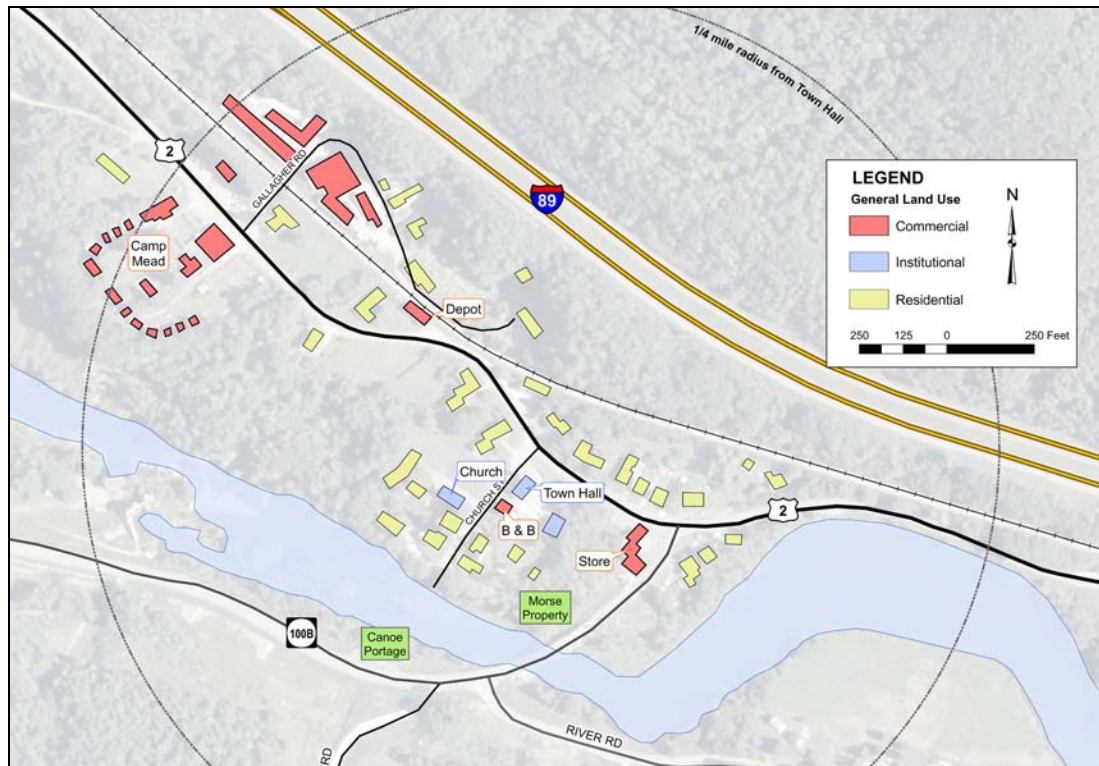 1/4 mile radius from Town Hall
2
GALLAGHER RD
89
LEGEND
General Land Use
Commercial
Institutional
Residential
N
250 125 0 250 Feet
Camp
Mead
Depot
Church
CHURCH ST
Town Hall
B & B
Store
2
Morse
Property
Canoe
Portage
100B
RIVER RD
RD